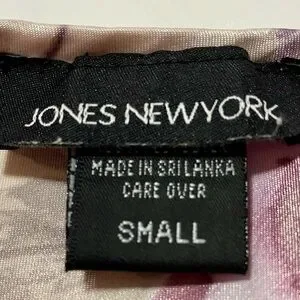 JONES NEWYORK
MADE IN SRI LANKA
CARE OVER
SMALL